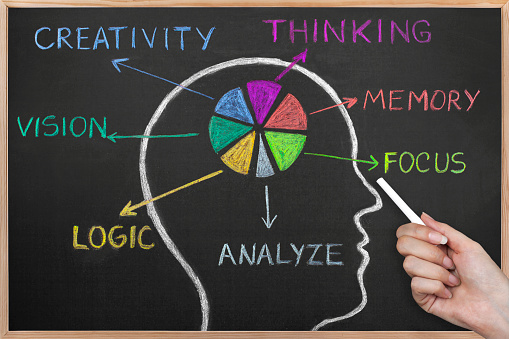 THINKING
CREATIVITY
MEMORY
VISION
FOCUS
LOGIC
ANALYZE